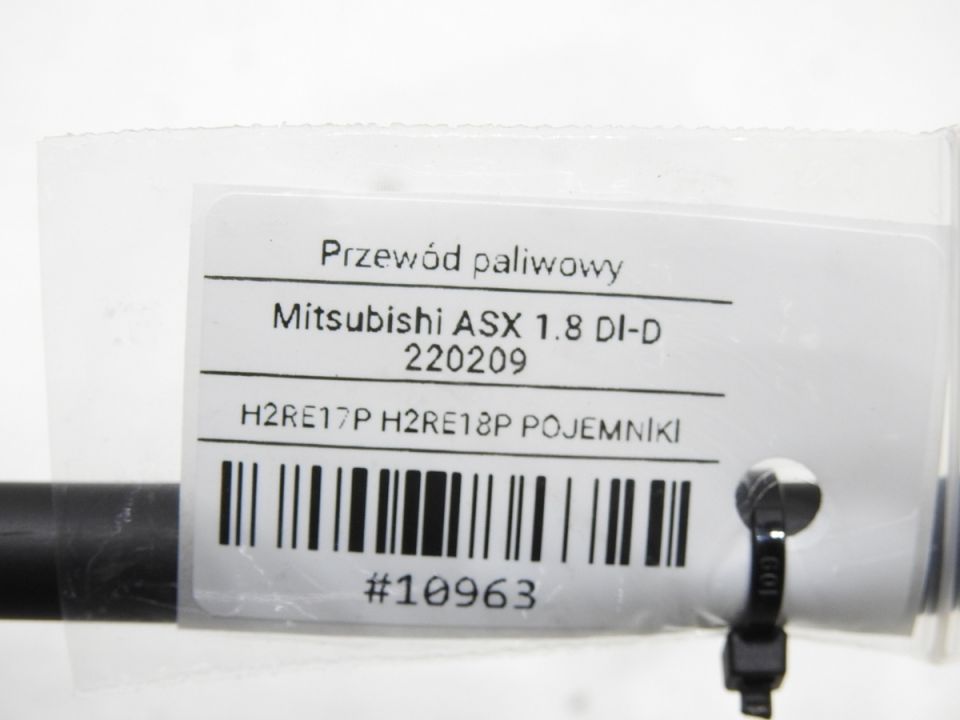 Przewód paliwowy
Mitsubishi ASX 1.8 DI-D
220209
H2RE17P H2RE18P POJEMNIKI
#10963